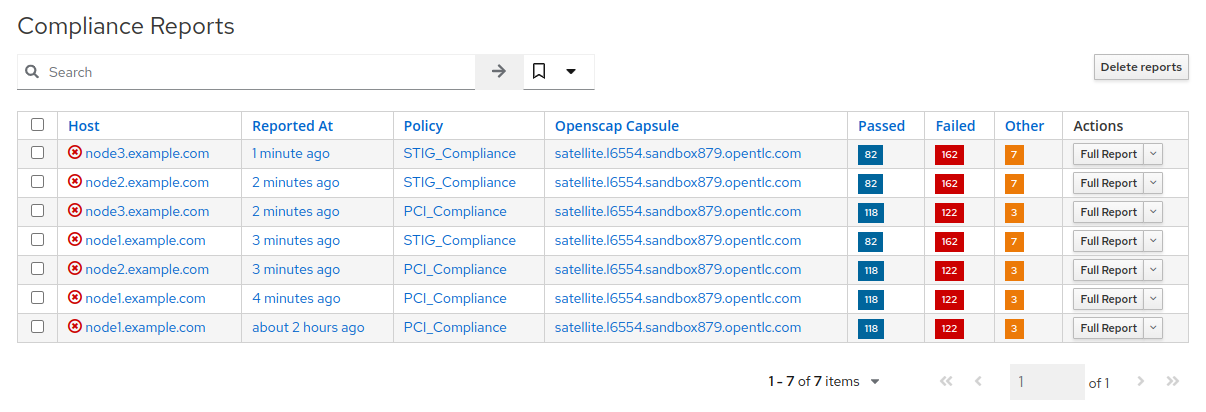 Compliance Reports
Search
Delete reports
Host Reported At Policy Openscap Capsule Passed Failed Other Actions
node3.example.com 1 minute ago STIG_Compliance satellite.l6554.sandbox879.opentlc.com 82 162 7 Full Report
node2.example.com 2 minutes ago STIG_Compliance satellite.l6554.sandbox879.opentlc.com 82 162 7 Full Report
node3.example.com 2 minutes ago PCI_Compliance satellite.l6554.sandbox879.opentlc.com 118 122 3 Full Report
node1.example.com 3 minutes ago STIG_Compliance satellite.l6554.sandbox879.opentlc.com 82 162 7 Full Report
node2.example.com 3 minutes ago PCI_Compliance satellite.l6554.sandbox879.opentlc.com 118 122 3 Full Report
node1.example.com 4 minutes ago PCI_Compliance satellite.l6554.sandbox879.opentlc.com 118 122 3 Full Report
node1.example.com about 2 hours ago PCI_Compliance satellite.l6554.sandbox879.opentlc.com 118 122 3 Full Report
1 - 7 of 7 items 1 of 1